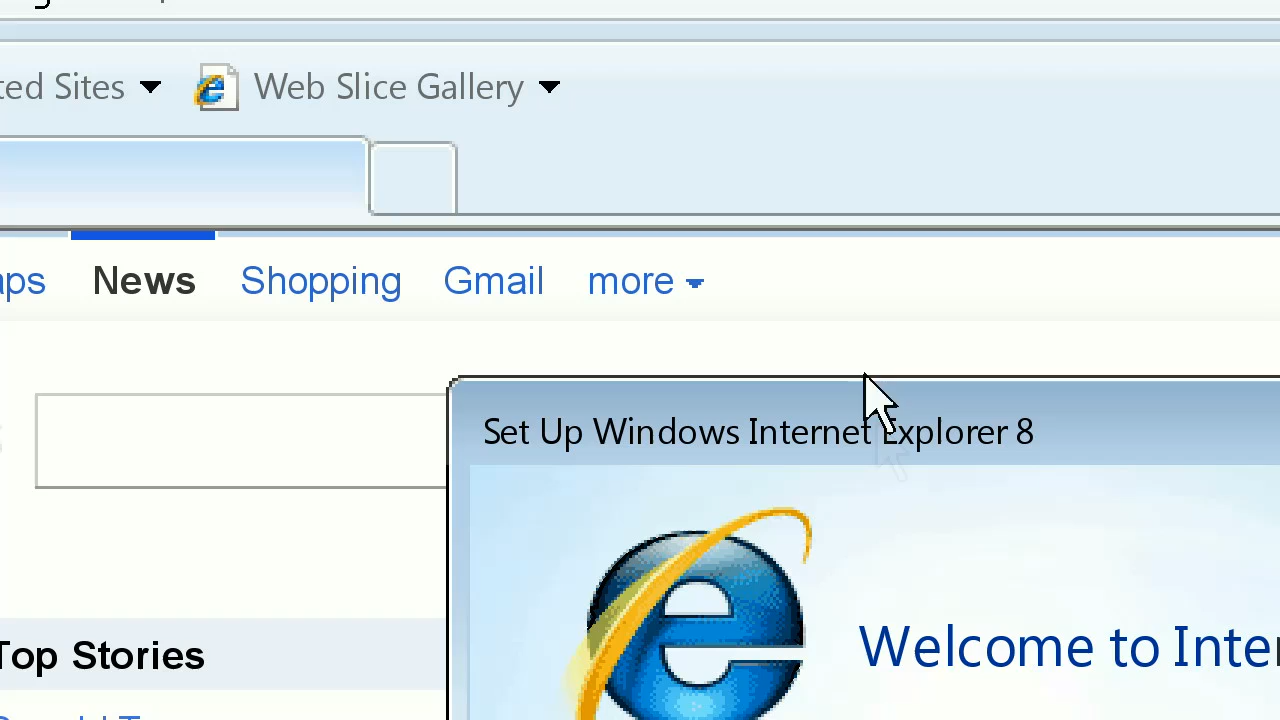 ted Sites Web Slice Gallery
aps News Shopping Gmail more
Set Up Windows Internet Explorer 8
Welcome to Inte
Top Stories